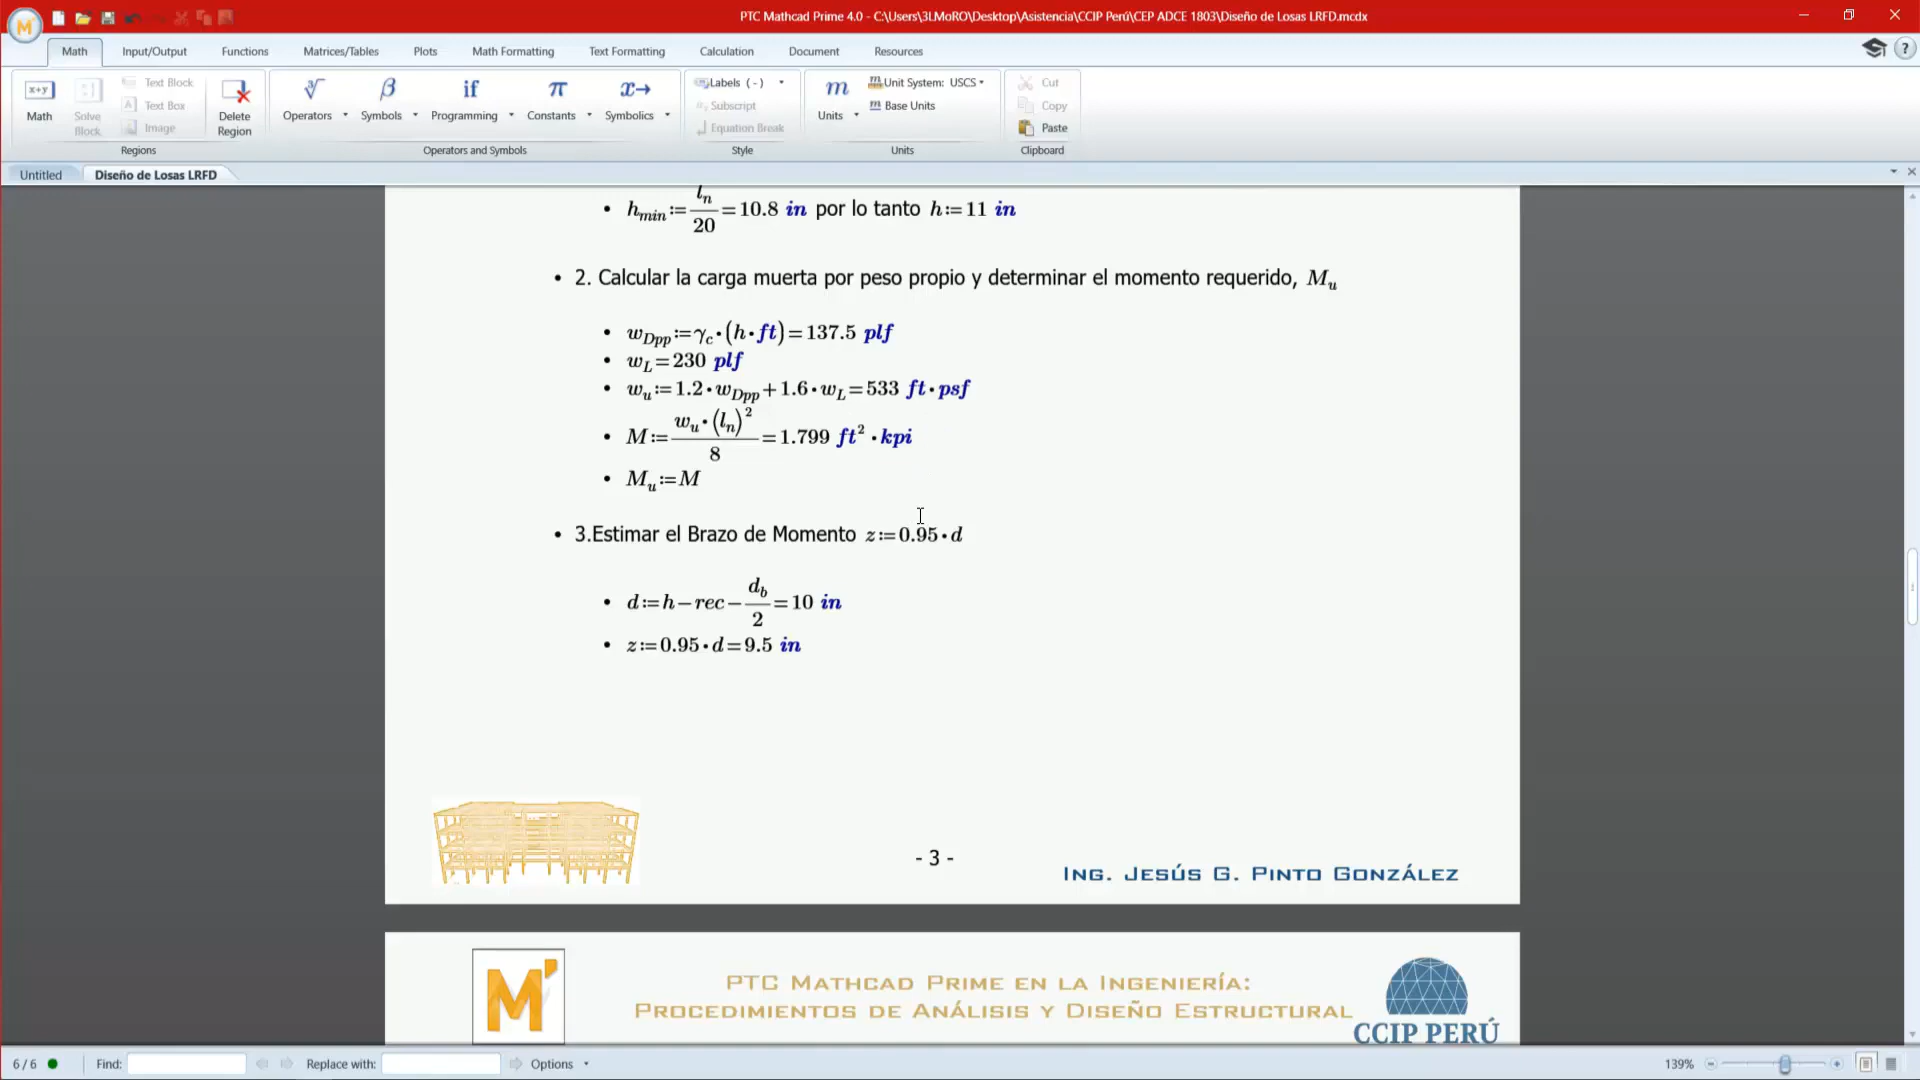 PTC Mathcad Prime 4.0 - C:\Users\3LMoRO\Desktop\Asistencia\CCIP Perú\CEP ADCE 1803\Diseño de Losas LRFD.mcdx
Math Input/Output Functions Matrices/Tables Plots Math Formatting Text Formatting Calculation Document Resources
Math
Solve Block
Text Block
Text Box
Image
Delete Region
Regions
Operators
Symbols
Programming
Constants
Symbolics
Operators and Symbols
Labels (-)
Subscript
Equation Break
Style
Units
Unit System: USCS
Base Units
Units
Cut
Copy
Paste
Clipboard
Untitled
Diseño de Losas LRFD
• h_min := l_n/20 = 10.8 in por lo tanto h := 11 in
• 2. Calcular la carga muerta por peso propio y determinar el momento requerido, M_u
• w_Dpp := γ_c · (h · ft) = 137.5 plf
• w_L = 230 plf
• w_u := 1.2 · w_Dpp + 1.6 · w_L = 533 ft · psf
• M := w_u · (l_n)²/8 = 1.799 ft² · kpi
• M_u := M
• 3.Estimar el Brazo de Momento z := 0.95 · d
• d := h − rec − d_b/2 = 10 in
• z := 0.95 · d = 9.5 in
- 3 -
Ing. Jesús G. Pinto González
M'
PTC Mathcad Prime en la Ingeniería:
Procedimientos de Análisis y Diseño Estructural
CCIP PERÚ
6 / 6 Find: Replace with: Options 139%